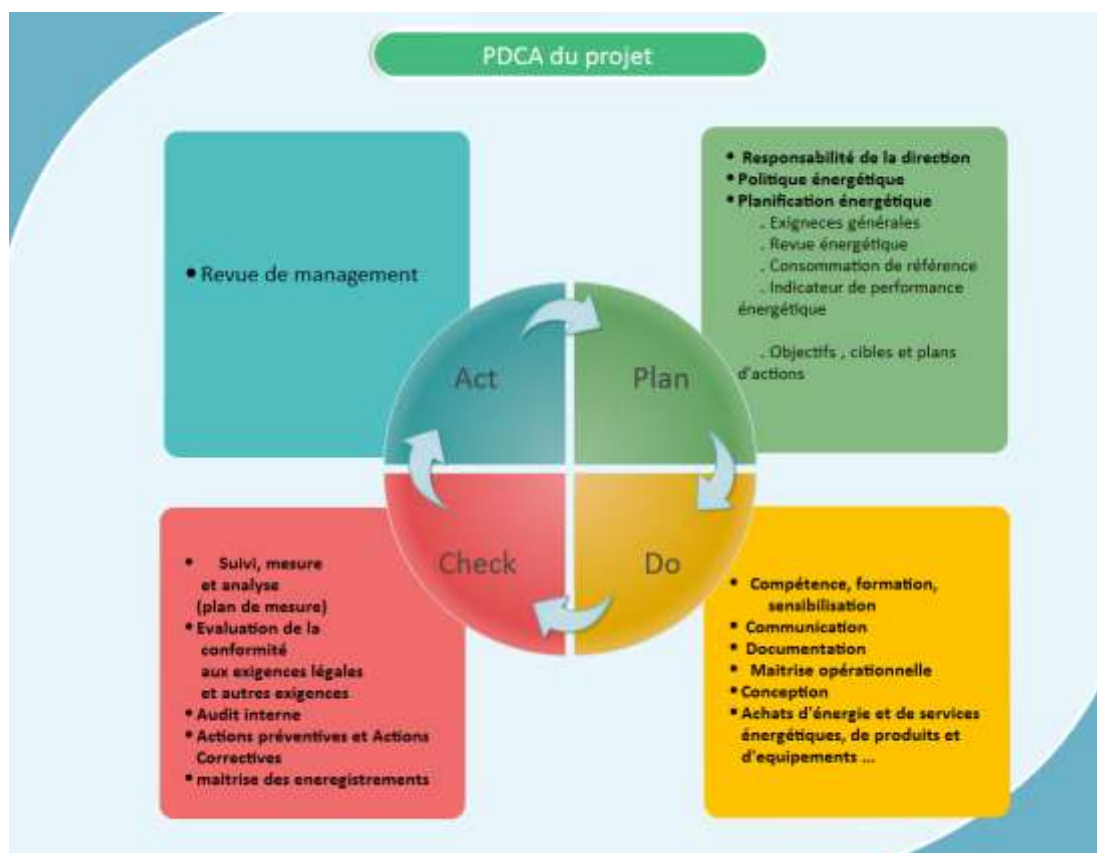 PDCA du projet
• Revue de management
• Responsabilité de la direction
• Politique énergétique
• Planification énergétique
. Exigneces générales
. Revue énergétique
. Consommation de référence
. Indicateur de performance
énergétique
. Objectifs , cibles et plans
d'actions
Act
Plan
Check
Do
• Suivi, mesure
et analyse
(plan de mesure)
• Evaluation de la
conformité
aux exigences légales
et autres exigences
• Audit interne
• Actions préventives et Actions
Correctives
• maitrise des eneregistrements
• Compétence, formation,
sensibilisation
• Communication
• Documentation
• Maitrise opérationnelle
• Conception
• Achats d'énergie et de services
énergétiques, de produits et
d'equipements ...